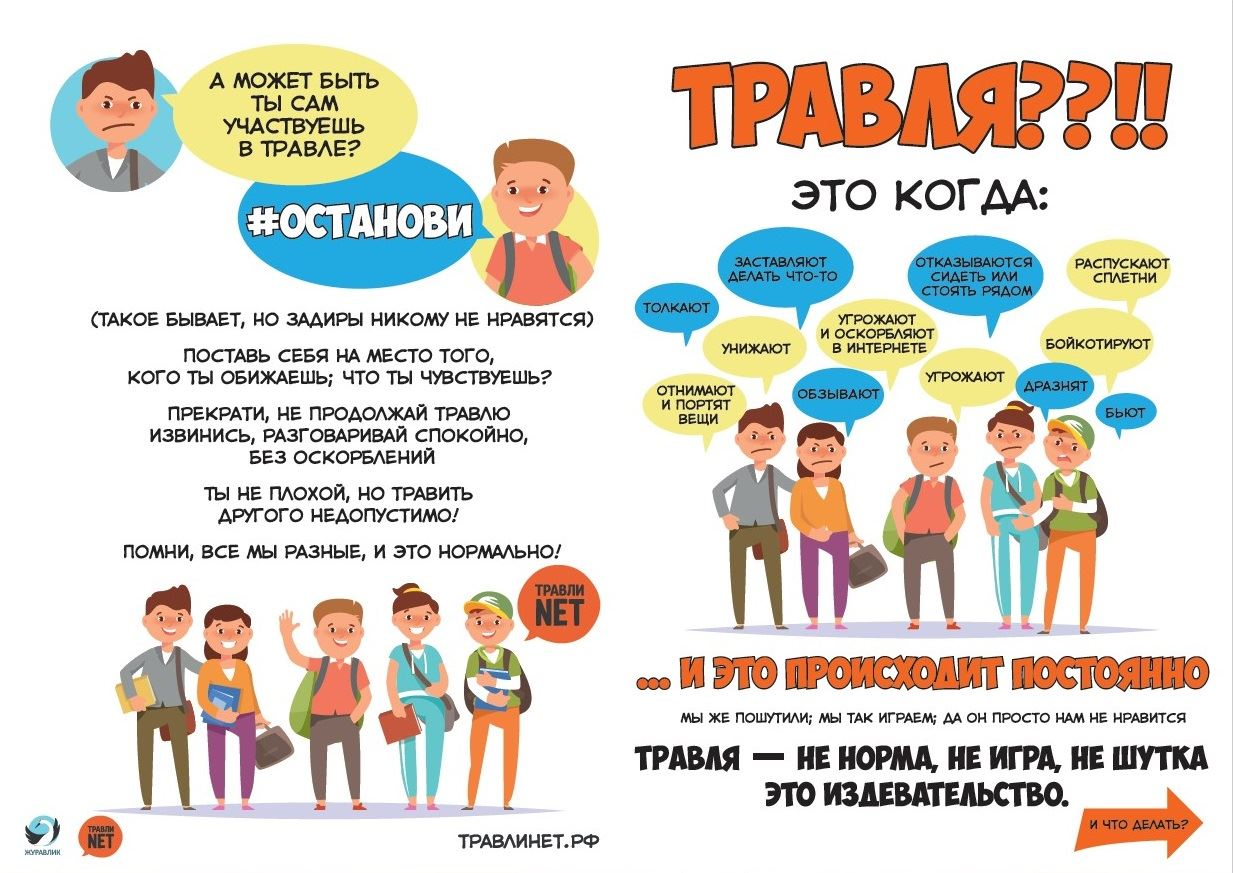 А МОЖЕТ БЫТЬ
ТЫ САМ
УЧАСТВУЕШЬ
В ТРАВЛЕ?
#ОСТАНОВИ
(ТАКОЕ БЫВАЕТ, НО ЗАДИРЫ НИКОМУ НЕ НРАВЯТСЯ)
ПОСТАВЬ СЕБЯ НА МЕСТО ТОГО,
КОГО ТЫ ОБИЖАЕШЬ; ЧТО ТЫ ЧУВСТВУЕШЬ?
ПРЕКРАТИ, НЕ ПРОДОЛЖАЙ ТРАВЛЮ
ИЗВИНИСЬ, РАЗГОВАРИВАЙ СПОКОЙНО,
БЕЗ ОСКОРБЛЕНИЙ
ТЫ НЕ ПЛОХОЙ, НО ТРАВИТЬ
ДРУГОГО НЕДОПУСТИМО!
ПОМНИ, ВСЕ МЫ РАЗНЫЕ, И ЭТО НОРМАЛЬНО!
ТРАВЛИ
NET
ЖУРАВЛИК
ТРАВЛИ
NET
ТРАВЛИНЕТ.РФ
ТРАВЛЯ??!!
ЭТО КОГДА:
ТОЛКАЮТ
ЗАСТАВЛЯЮТ
ДЕЛАТЬ ЧТО-ТО
ОТКАЗЫВАЮТСЯ
СИДЕТЬ ИЛИ
СТОЯТЬ РЯДОМ
РАСПУСКАЮТ
СПЛЕТНИ
УНИЖАЮТ
УГРОЖАЮТ
И ОСКОРБЛЯЮТ
В ИНТЕРНЕТЕ
БОЙКОТИРУЮТ
ОТНИМАЮТ
И ПОРТЯТ
ВЕЩИ
ОБЗЫВАЮТ
УГРОЖАЮТ
ДРАЗНЯТ
БЬЮТ
... И ЭТО ПРОИСХОДИТ ПОСТОЯННО
МЫ ЖЕ ПОШУТИЛИ; МЫ ТАК ИГРАЕМ; ДА ОН ПРОСТО НАМ НЕ НРАВИТСЯ
ТРАВЛЯ — НЕ НОРМА, НЕ ИГРА, НЕ ШУТКА
ЭТО ИЗДЕВАТЕЛЬСТВО.
И ЧТО ДЕЛАТЬ?